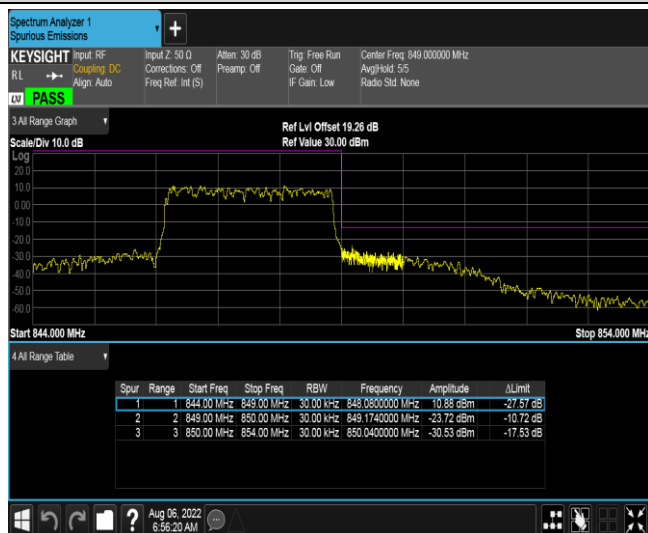 Spectrum Analyzer 1
Spurious Emissions
+
KEYSIGHT Input: RF Input Z: 50 Ω Atten: 30 dB Trig: Free Run Center Freq: 849.000000 MHz
RL Coupling: DC Corrections: Off Preamp: Off Gate: Off Avg|Hold: 5/5
Align: Auto Freq Ref: Int (S) IF Gain: Low Radio Std: None
LXI PASS
3 All Range Graph
Ref Lvl Offset 19.26 dB
Scale/Div 10.0 dB Ref Value 30.00 dBm
Log
20.0
10.0
0.00
-10.0
-20.0
-30.0
-40.0
-50.0
-60.0
Start 844.000 MHz Stop 854.000 MHz
4 All Range Table
Spur Range Start Freq Stop Freq RBW Frequency Amplitude ΔLimit
1 1 844.00 MHz 849.00 MHz 30.00 kHz 848.0800000 MHz 10.88 dBm -27.57 dB
2 2 849.00 MHz 850.00 MHz 30.00 kHz 849.1740000 MHz -23.72 dBm -10.72 dB
3 3 850.00 MHz 854.00 MHz 30.00 kHz 850.0400000 MHz -30.53 dBm -17.53 dB
? Aug 06, 2022
6:56:20 AM